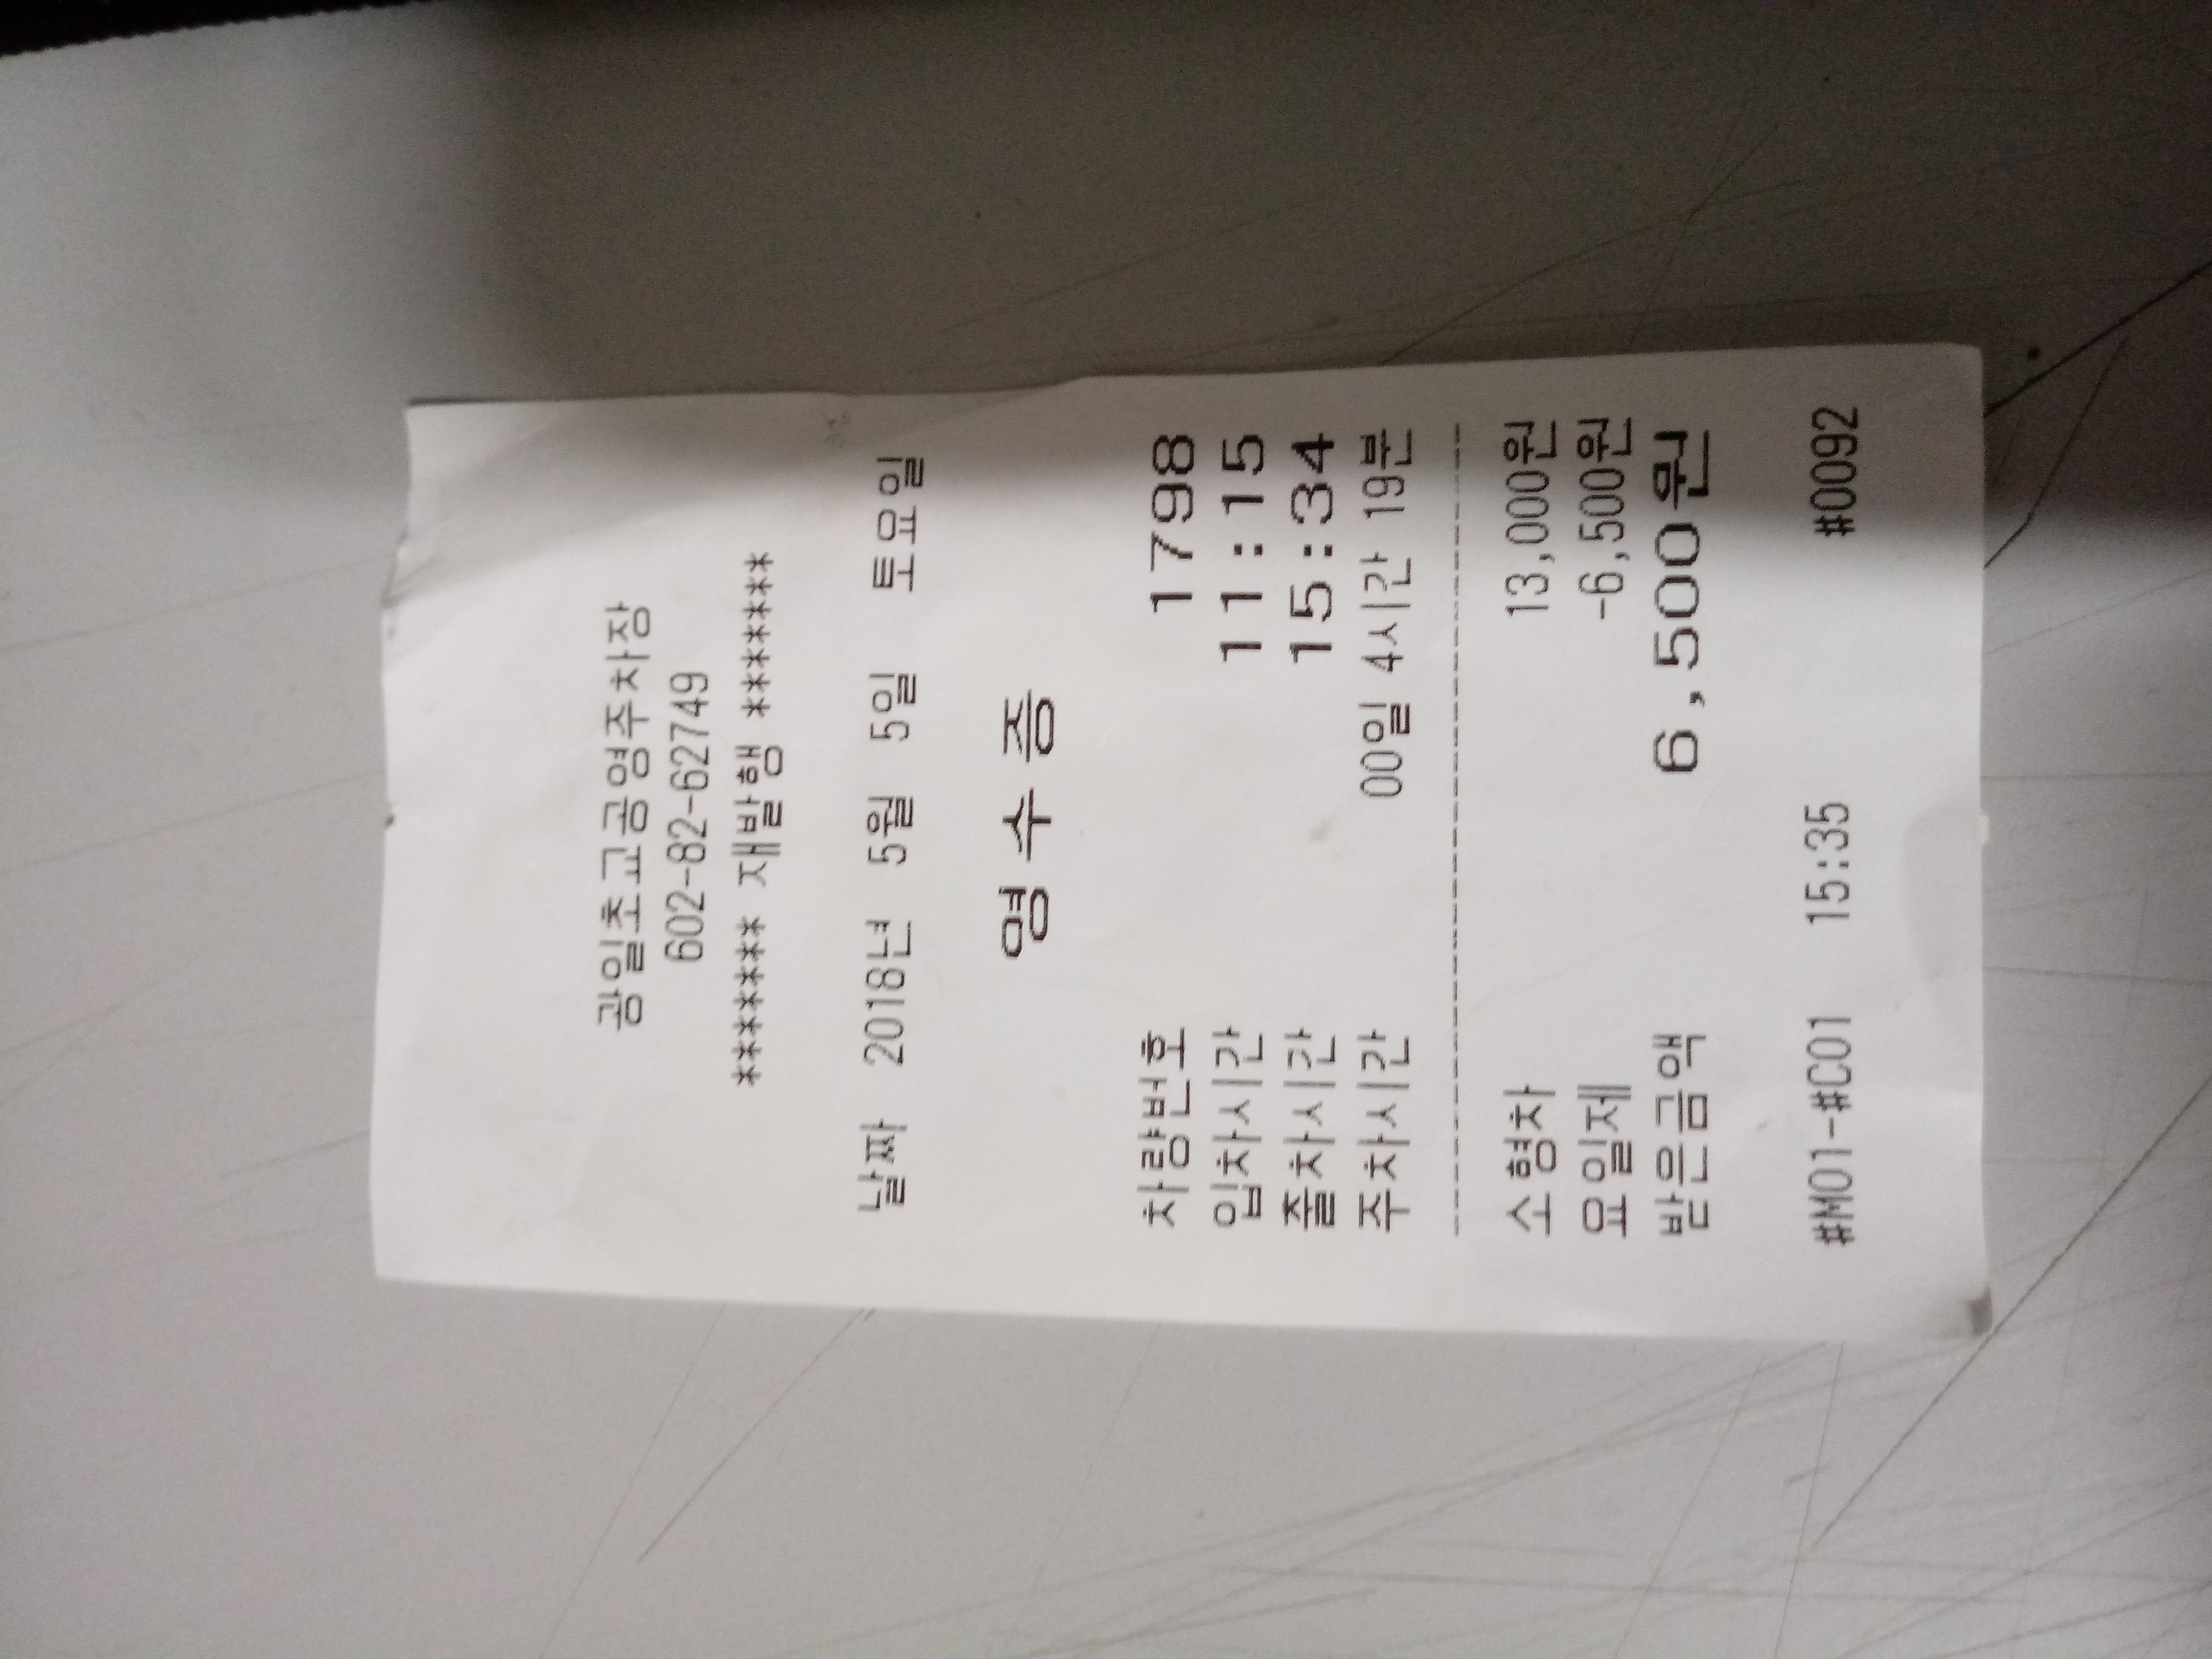 광일초교공영주차장
602-82-62749
******* 재발행 *******
날짜 2018년 5월 5일 토요일
영 수 증
차량번호 1798
입차시간 11:15
출차시간 15:34
주차시간 00일 4시간 19분
소형차 13,000원
요일제 -6,500원
받은금액 6,500원
#M01-#C01 15:35 #0092